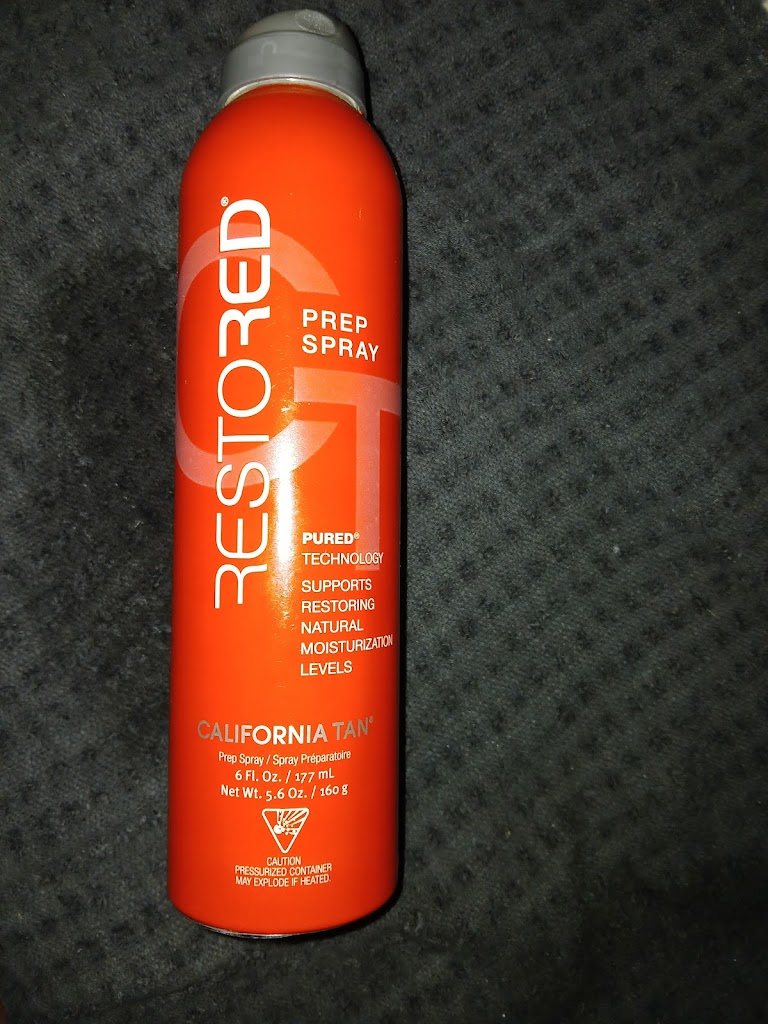 RESTORED®
PREP
SPRAY
CT
PURED®
TECHNOLOGY
SUPPORTS
RESTORING
NATURAL
MOISTURIZATION
LEVELS
CALIFORNIA TAN®
Prep Spray / Spray Préparatoire
6 Fl. Oz. / 177 mL
Net Wt. 5.6 Oz. / 160 g
CAUTION
PRESSURIZED CONTAINER
MAY EXPLODE IF HEATED.